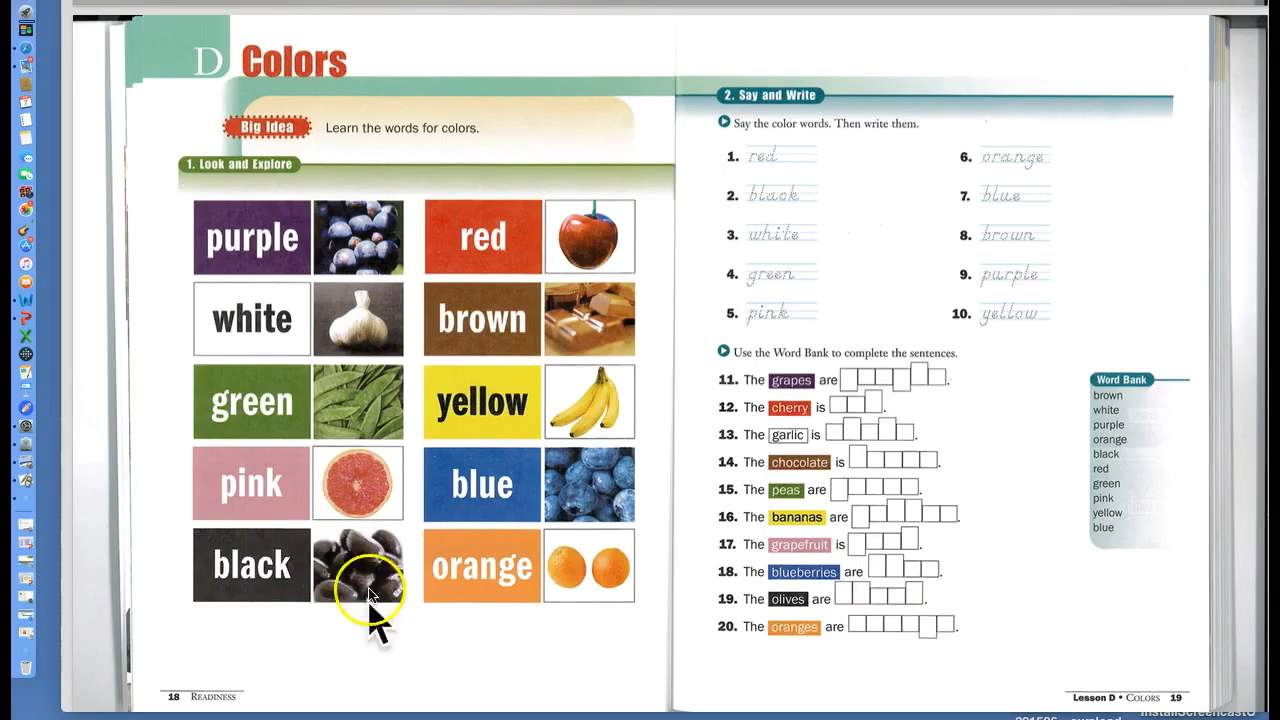 D Colors
Big Idea Learn the words for colors.
1. Look and Explore
purple
red
white
brown
green
yellow
pink
blue
black
orange
18 READINESS
2. Say and Write
Say the color words. Then write them.
1. red
2. black
3. white
4. green
5. pink
6. orange
7. blue
8. brown
9. purple
10. yellow
Use the Word Bank to complete the sentences.
11. The grapes are .
12. The cherry is .
13. The garlic is .
14. The chocolate is .
15. The peas are .
16. The bananas are .
17. The grapefruit is .
18. The blueberries are .
19. The olives are .
20. The oranges are .
Word Bank
brown
white
purple
orange
black
red
green
pink
yellow
blue
Lesson D • COLORS 19